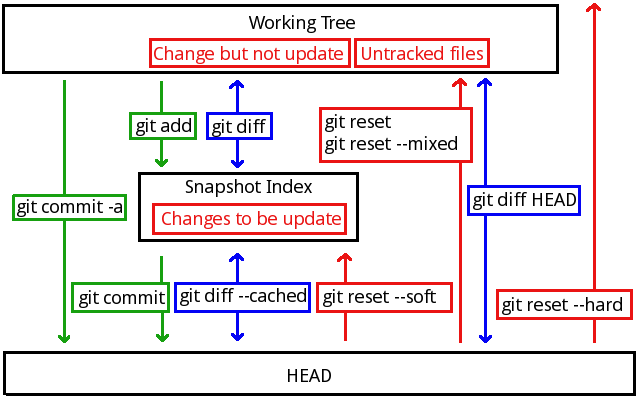 Working Tree
Change but not update
Untracked files
git add
git diff
git reset
git reset --mixed
Snapshot Index
git commit -a
Changes to be update
git diff HEAD
git commit
git diff --cached
git reset --soft
git reset --hard
HEAD